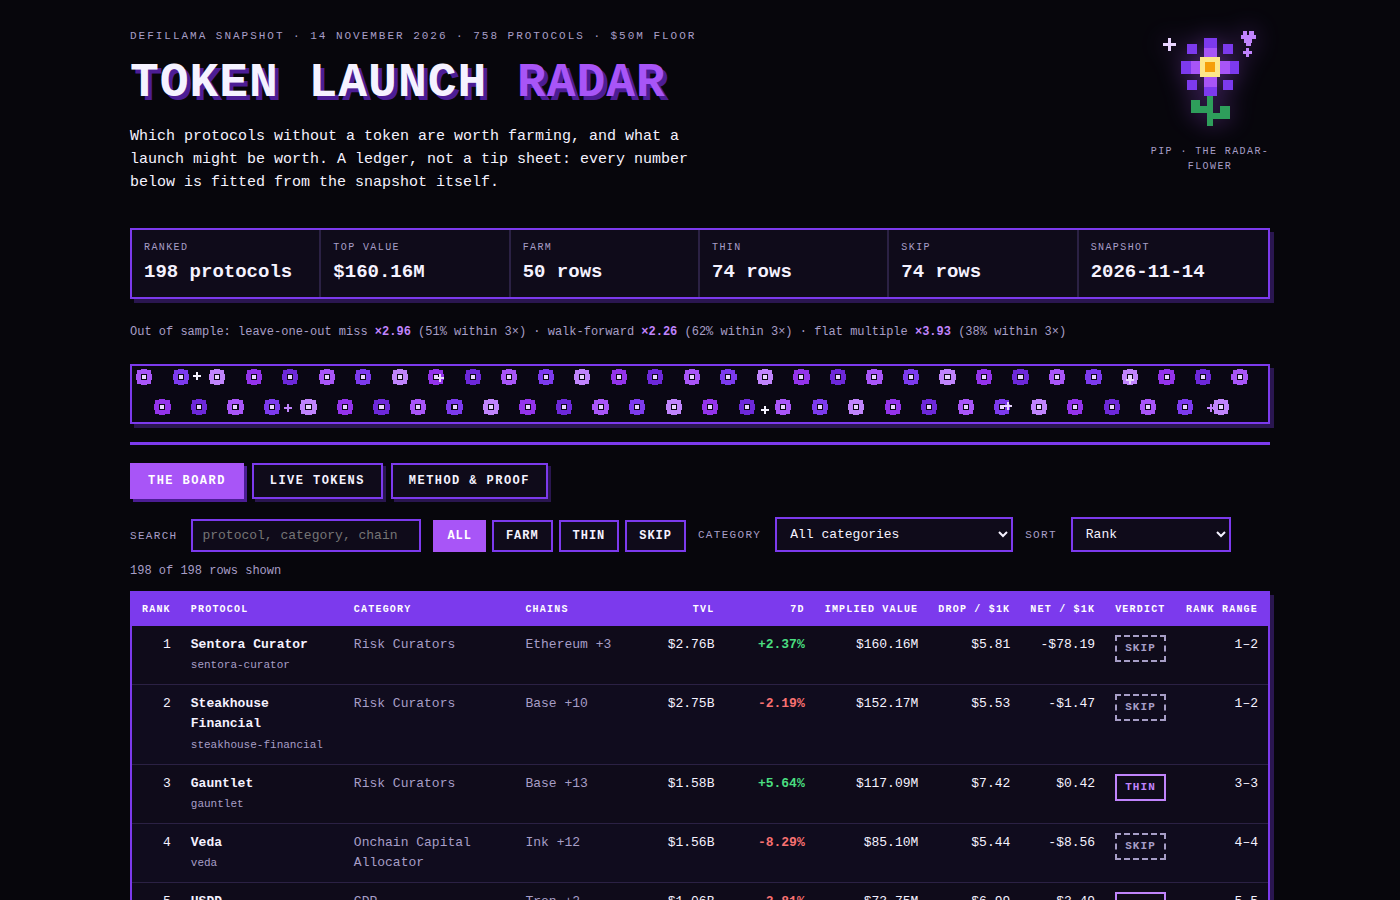 DEFILLAMA SNAPSHOT · 14 NOVEMBER 2026 · 758 PROTOCOLS · $50M FLOOR
TOKEN LAUNCH RADAR
Which protocols without a token are worth farming, and what a
launch might be worth. A ledger, not a tip sheet: every number
below is fitted from the snapshot itself.
PIP · THE RADAR-
FLOWER
RANKED TOP VALUE FARM THIN SKIP SNAPSHOT
198 protocols $160.16M 50 rows 74 rows 74 rows 2026-11-14
Out of sample: leave-one-out miss ×2.96 (51% within 3×) · walk-forward ×2.26 (62% within 3×) · flat multiple ×3.93 (38% within 3×)
THE BOARD LIVE TOKENS METHOD & PROOF
SEARCH protocol, category, chain ALL FARM THIN SKIP CATEGORY All categories SORT Rank
198 of 198 rows shown
RANK PROTOCOL CATEGORY CHAINS TVL 7D IMPLIED VALUE DROP / $1K NET / $1K VERDICT RANK RANGE
1 Sentora Curator Risk Curators Ethereum +3 $2.76B +2.37% $160.16M $5.81 -$78.19 SKIP 1–2
sentora-curator
2 Steakhouse Risk Curators Base +10 $2.75B -2.19% $152.17M $5.53 -$1.47 SKIP 1–2
Financial
steakhouse-financial
3 Gauntlet Risk Curators Base +13 $1.58B +5.64% $117.09M $7.42 $0.42 THIN 3–3
gauntlet
4 Veda Onchain Capital Ink +12 $1.56B -8.29% $85.10M $5.44 -$8.56 SKIP 4–4
Allocator
veda